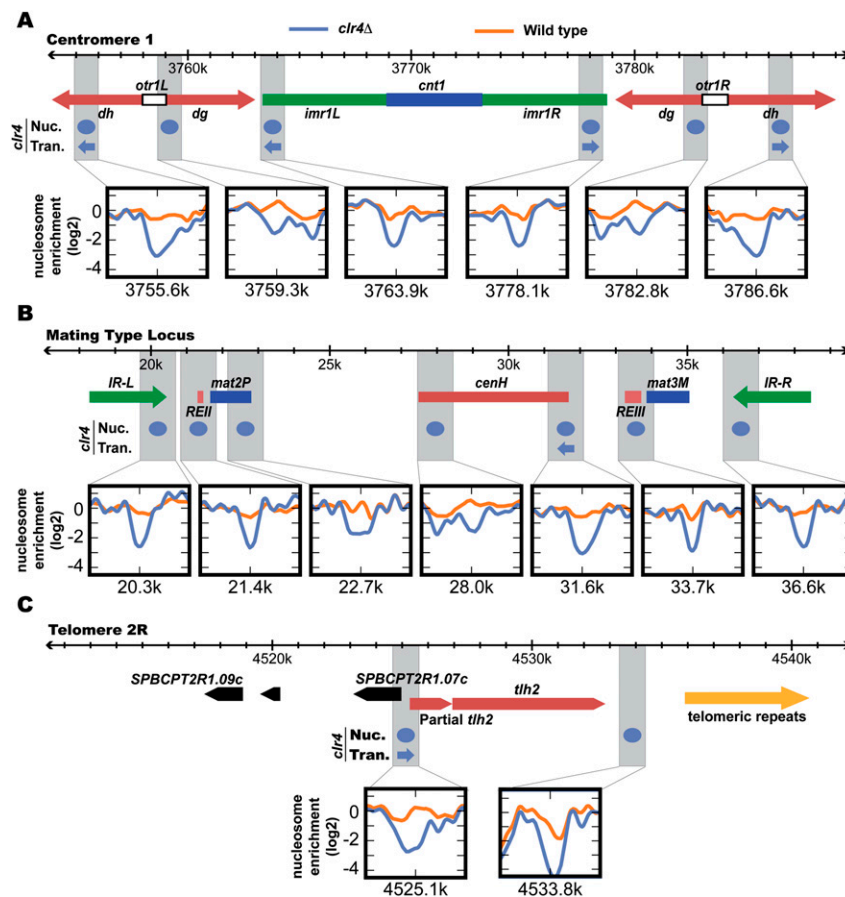 A
clr4Δ Wild type
Centromere 1
3760k 3770k 3780k
otr1L cnt1 otr1R
dh dg imr1L imr1R dg dh
clr4
Nuc.
Tran.
nucleosome enrichment (log2)
0
-2
-4
3755.6k 3759.3k 3763.9k 3778.1k 3782.8k 3786.6k
B
Mating Type Locus
20k 25k 30k 35k
IR-L mat2P cenH mat3M IR-R
REII REIII
clr4
Nuc.
Tran.
nucleosome enrichment (log2)
0
-2
-4
20.3k 21.4k 22.7k 28.0k 31.6k 33.7k 36.6k
C
Telomere 2R
4520k 4530k 4540k
SPBCPT2R1.09c SPBCPT2R1.07c tlh2
Partial tlh2 telomeric repeats
clr4
Nuc.
Tran.
nucleosome enrichment (log2)
0
-2
-4
4525.1k 4533.8k